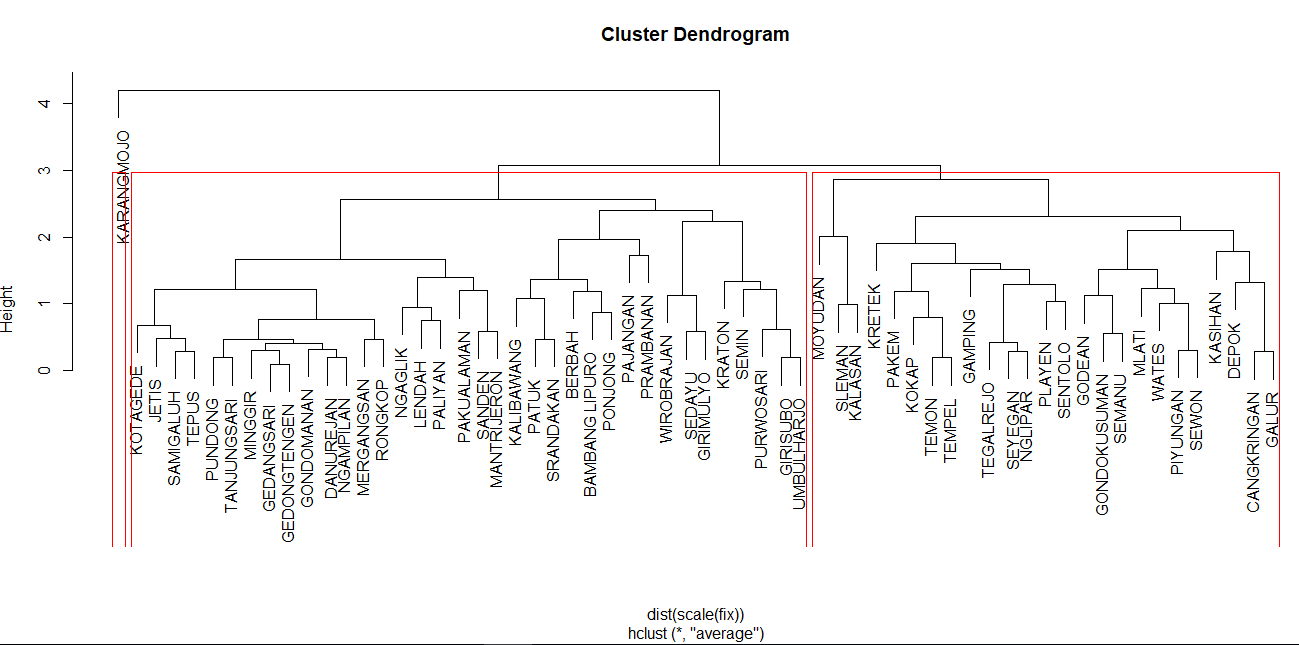 Cluster Dendrogram
Height
4
3
2
1
0
KARANGMOJO
KOTAGEDE
JETIS
SAMIGALUH
TEPUS
PUNDONG
TANJUNGSARI
MINGGIR
GEDANGSARI
GEDONGTENGEN
GONDOMANAN
DANUREJAN
NGAMPILAN
MERGANGSAN
RONGKOP
NGAGLIK
LENDAH
PALIYAN
PAKUALAMAN
SANDEN
MANTRIJERON
KALIBAWANG
PATUK
SRANDAKAN
BERBAH
BAMBANG LIPURO
PONJONG
PAJANGAN
PRAMBANAN
WIROBRAJAN
SEDAYU
GIRIMULYO
KRATON
SEMIN
PURWOSARI
GIRISUBO
UMBULHARJO
MOYUDAN
SLEMAN
KALASAN
KRETEK
PAKEM
KOKAP
TEMON
TEMPEL
GAMPING
TEGALREJO
SEYEGAN
NGLIPAR
PLAYEN
SENTOLO
GODEAN
GONDOKUSUMAN
SEMANU
MLATI
WATES
PIYUNGAN
SEWON
KASIHAN
DEPOK
CANGKRINGAN
GALUR
dist(scale(fix))
hclust (*, "average")